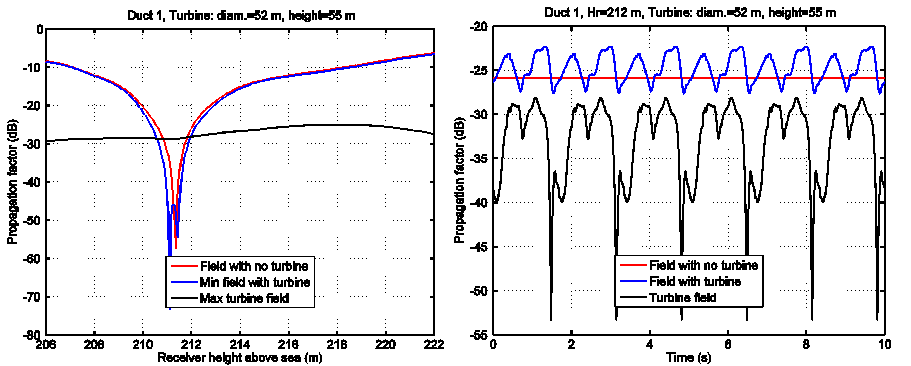 Duct 1, Turbine: diam.=52 m, height=55 m
0
-10
-20
-30
-40
-50
-60
-70
-80
Propagation factor (dB)
Field with no turbine
Min field with turbine
Max turbine field
206 208 210 212 214 216 218 220 222
Receiver height above sea (m)
Duct 1, Hr=212 m, Turbine: diam.=52 m, height=55 m
-20
-25
-30
-35
-40
-45
-50
-55
Propagation factor (dB)
Field with no turbine
Field with turbine
Turbine field
0 2 4 6 8 10
Time (s)